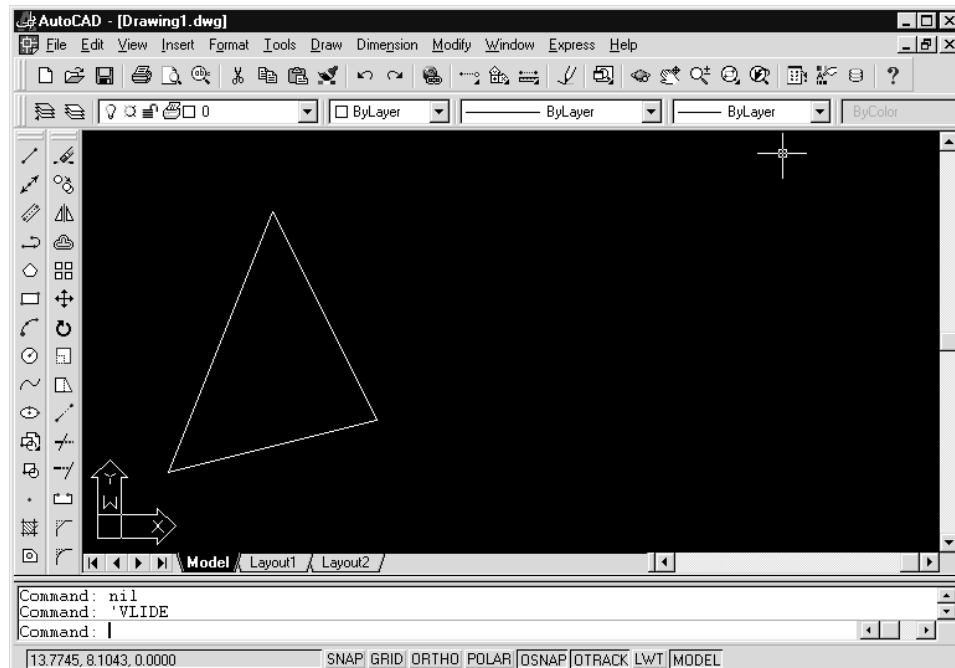 AutoCAD - [Drawing1.dwg]
File Edit View Insert Format Tools Draw Dimension Modify Window Express Help
0 ByLayer ByLayer ByLayer ByColor
Y
W
X
Model Layout1 Layout2
Command: nil
Command: 'VLIDE
Command:
13.7745, 8.1043, 0.0000 SNAP GRID ORTHO POLAR OSNAP OTRACK LWT MODEL